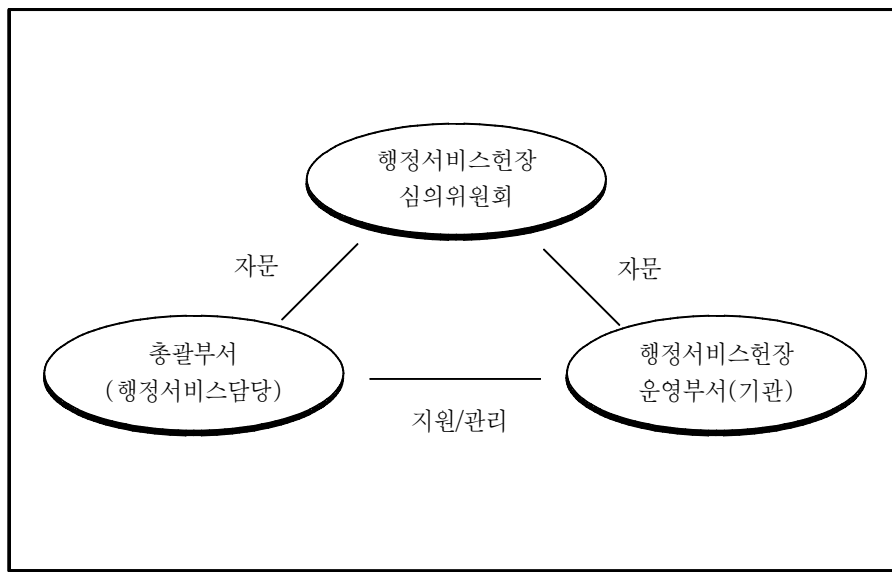 행정서비스헌장
심의위원회
자문
자문
총괄부서
(행정서비스담당)
행정서비스헌장
운영부서(기관)
지원/관리